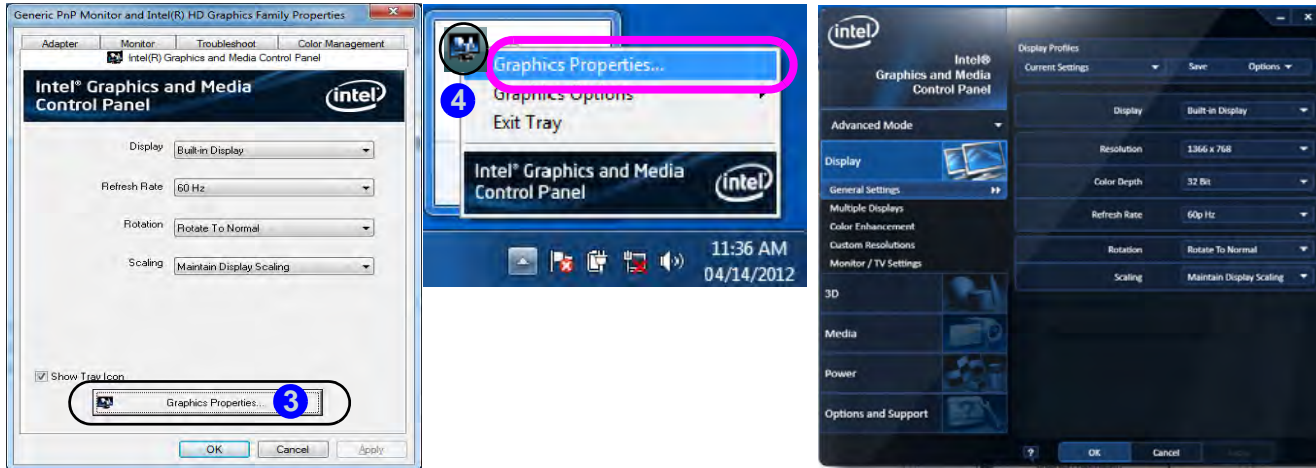 Generic PnP Monitor and Intel(R) HD Graphics Family Properties
Adapter Monitor Troubleshoot Color Management
Intel(R) Graphics and Media Control Panel
Intel® Graphics and Media
Control Panel
intel
Display Built-in Display
Refresh Rate 60 Hz
Rotation Rotate To Normal
Scaling Maintain Display Scaling
Show Tray Icon
Graphics Properties...
3
OK Cancel Apply
Graphics Properties...
4
Graphics Options
Exit Tray
Intel® Graphics and Media
Control Panel
intel
11:36 AM
04/14/2012
intel
Intel®
Graphics and Media
Control Panel
Advanced Mode
Display
General Settings
Multiple Displays
Color Enhancement
Custom Resolutions
Monitor / TV Settings
3D
Media
Power
Options and Support
Display Profiles
Current Settings Save Options
Display Built-in Display
Resolution 1366 x 768
Color Depth 32 Bit
Refresh Rate 60p Hz
Rotation Rotate To Normal
Scaling Maintain Display Scaling
? OK Cancel